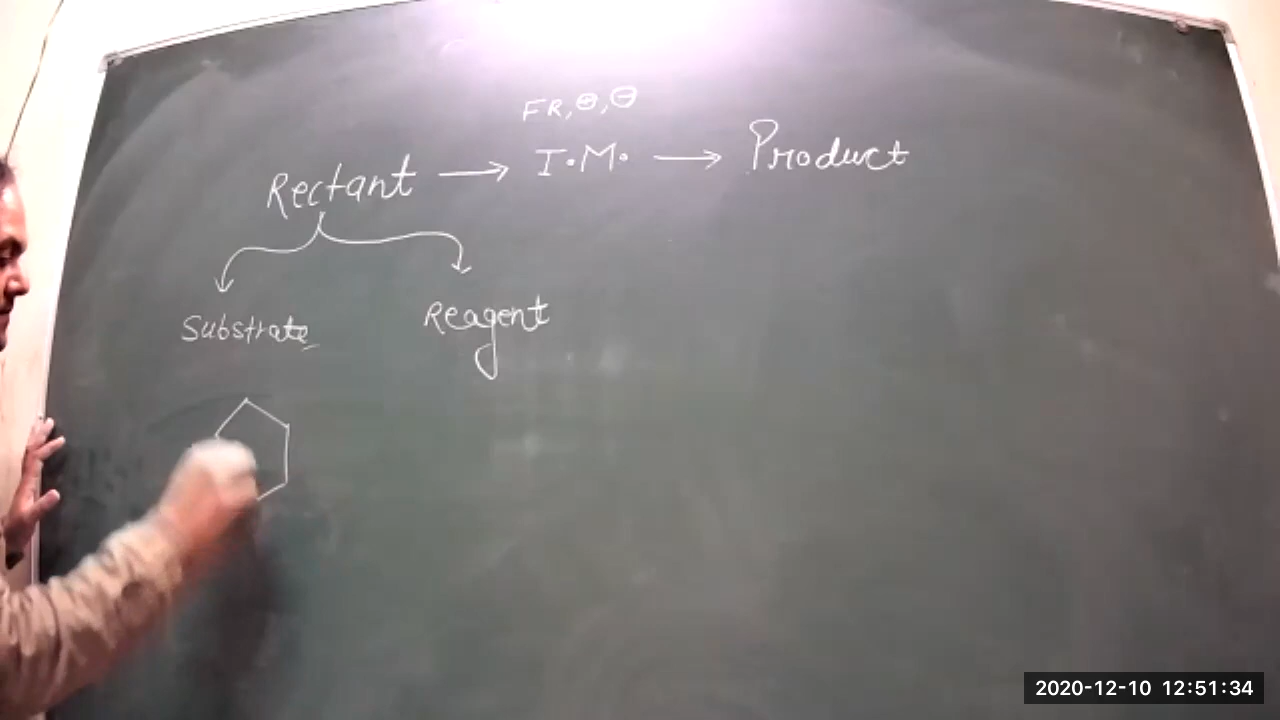 FR, ⊕, ⊖
Rectant → I.M. → Product
Substrate Reagent
2020-12-10 12:51:34